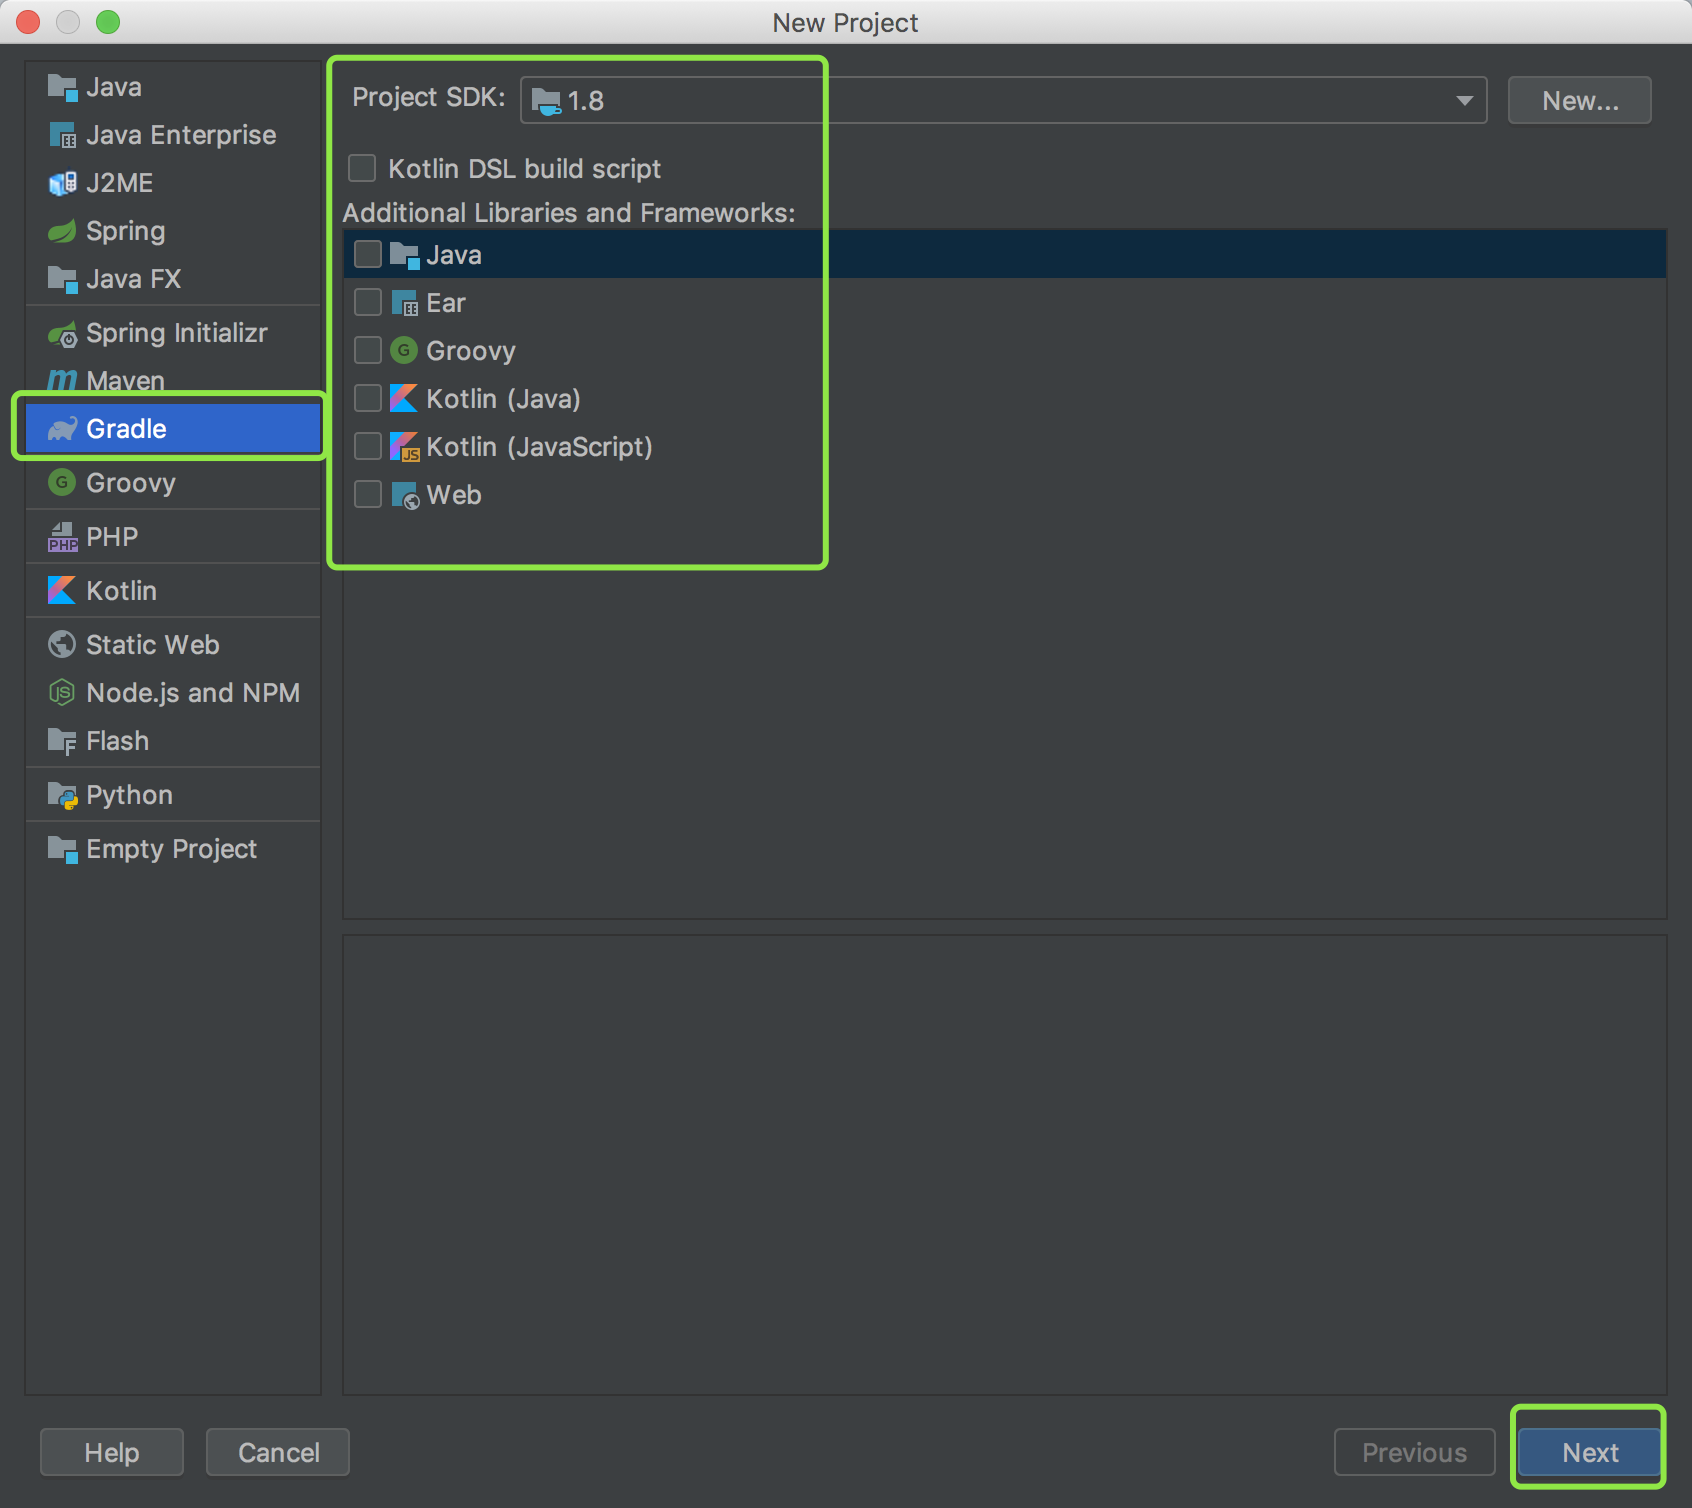 New Project
Java
Java Enterprise
J2ME
Spring
Java FX
Spring Initializr
Maven
Gradle
Groovy
PHP
Kotlin
Static Web
Node.js and NPM
Flash
Python
Empty Project
Project SDK: 1.8 New...
Kotlin DSL build script
Additional Libraries and Frameworks:
Java
Ear
Groovy
Kotlin (Java)
Kotlin (JavaScript)
Web
Help Cancel Previous Next